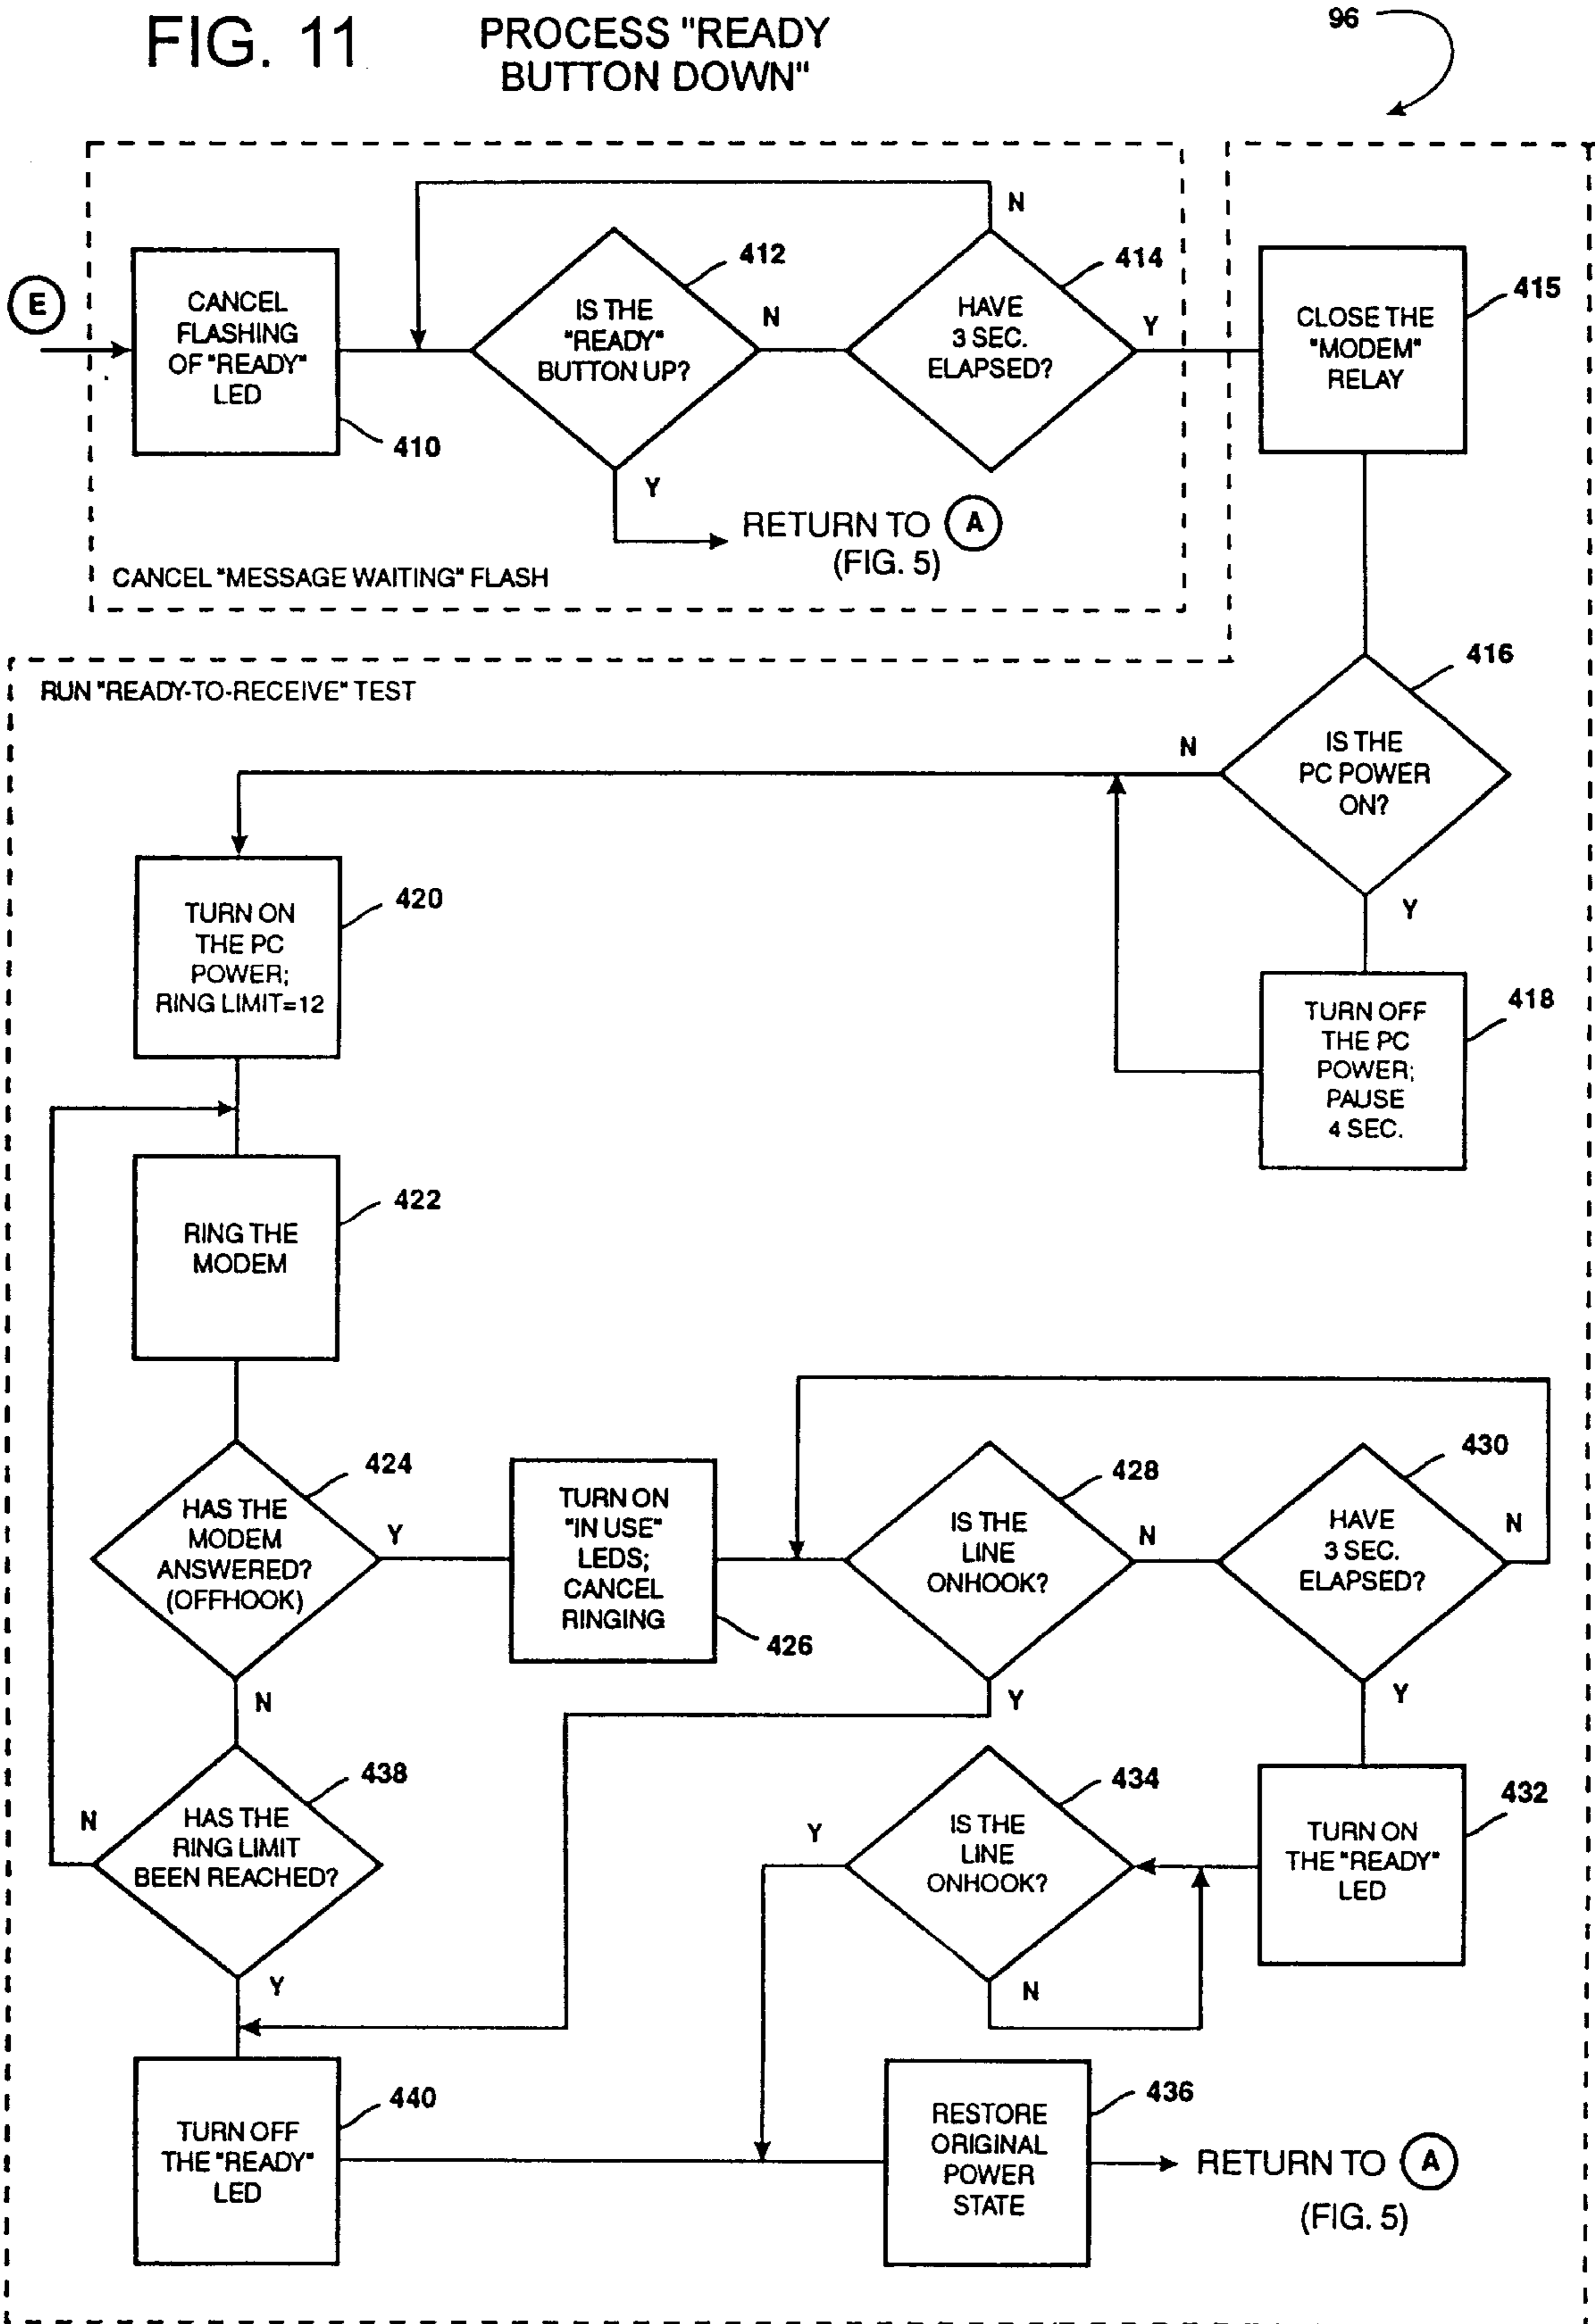 FIG. 11
PROCESS "READY
BUTTON DOWN"
96
E
CANCEL
FLASHING
OF "READY"
LED
410
IS THE
"READY"
BUTTON UP?
412
N
Y
HAVE
3 SEC.
ELAPSED?
414
N
Y
RETURN TO A
(FIG. 5)
CANCEL "MESSAGE WAITING" FLASH
CLOSE THE
"MODEM"
RELAY
415
RUN "READY-TO-RECEIVE" TEST
IS THE
PC POWER
ON?
416
N
Y
TURN OFF
THE PC
POWER;
PAUSE
4 SEC.
418
TURN ON
THE PC
POWER;
RING LIMIT=12
420
RING THE
MODEM
422
HAS THE
MODEM
ANSWERED?
(OFFHOOK)
424
Y
N
TURN ON
"IN USE"
LEDS;
CANCEL
RINGING
426
IS THE
LINE
ONHOOK?
428
N
Y
HAVE
3 SEC.
ELAPSED?
430
N
Y
TURN ON
THE "READY"
LED
432
IS THE
LINE
ONHOOK?
434
Y
N
HAS THE
RING LIMIT
BEEN REACHED?
438
N
Y
TURN OFF
THE "READY"
LED
440
RESTORE
ORIGINAL
POWER
STATE
436
RETURN TO A
(FIG. 5)